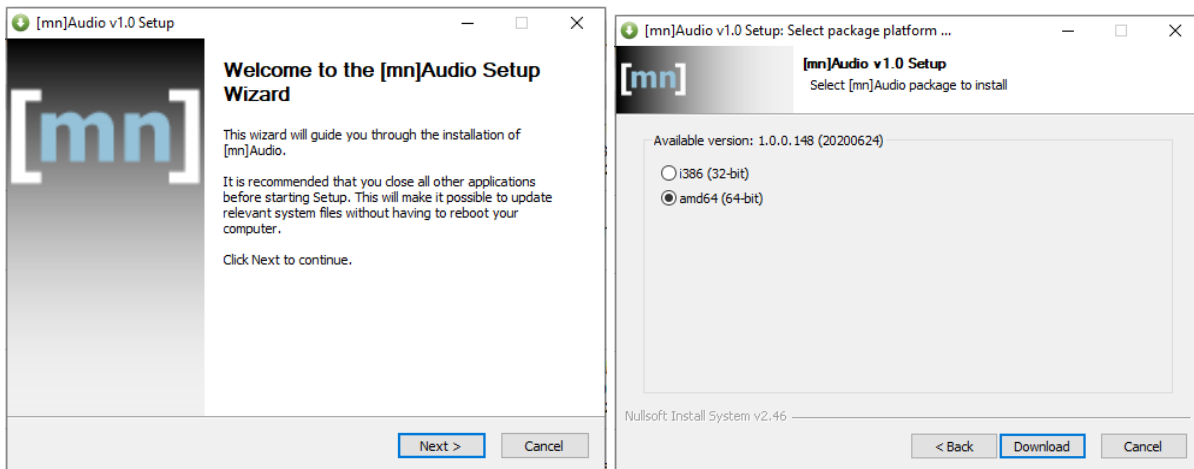 [mn]Audio v1.0 Setup
[mn]
Welcome to the [mn]Audio Setup
Wizard
This wizard will guide you through the installation of
[mn]Audio.
It is recommended that you close all other applications
before starting Setup. This will make it possible to update
relevant system files without having to reboot your
computer.
Click Next to continue.
Next >
Cancel
[mn]Audio v1.0 Setup: Select package platform ...
[mn]
[mn]Audio v1.0 Setup
Select [mn]Audio package to install
Available version: 1.0.0.148 (20200624)
i386 (32-bit)
amd64 (64-bit)
Nullsoft Install System v2.46
< Back
Download
Cancel